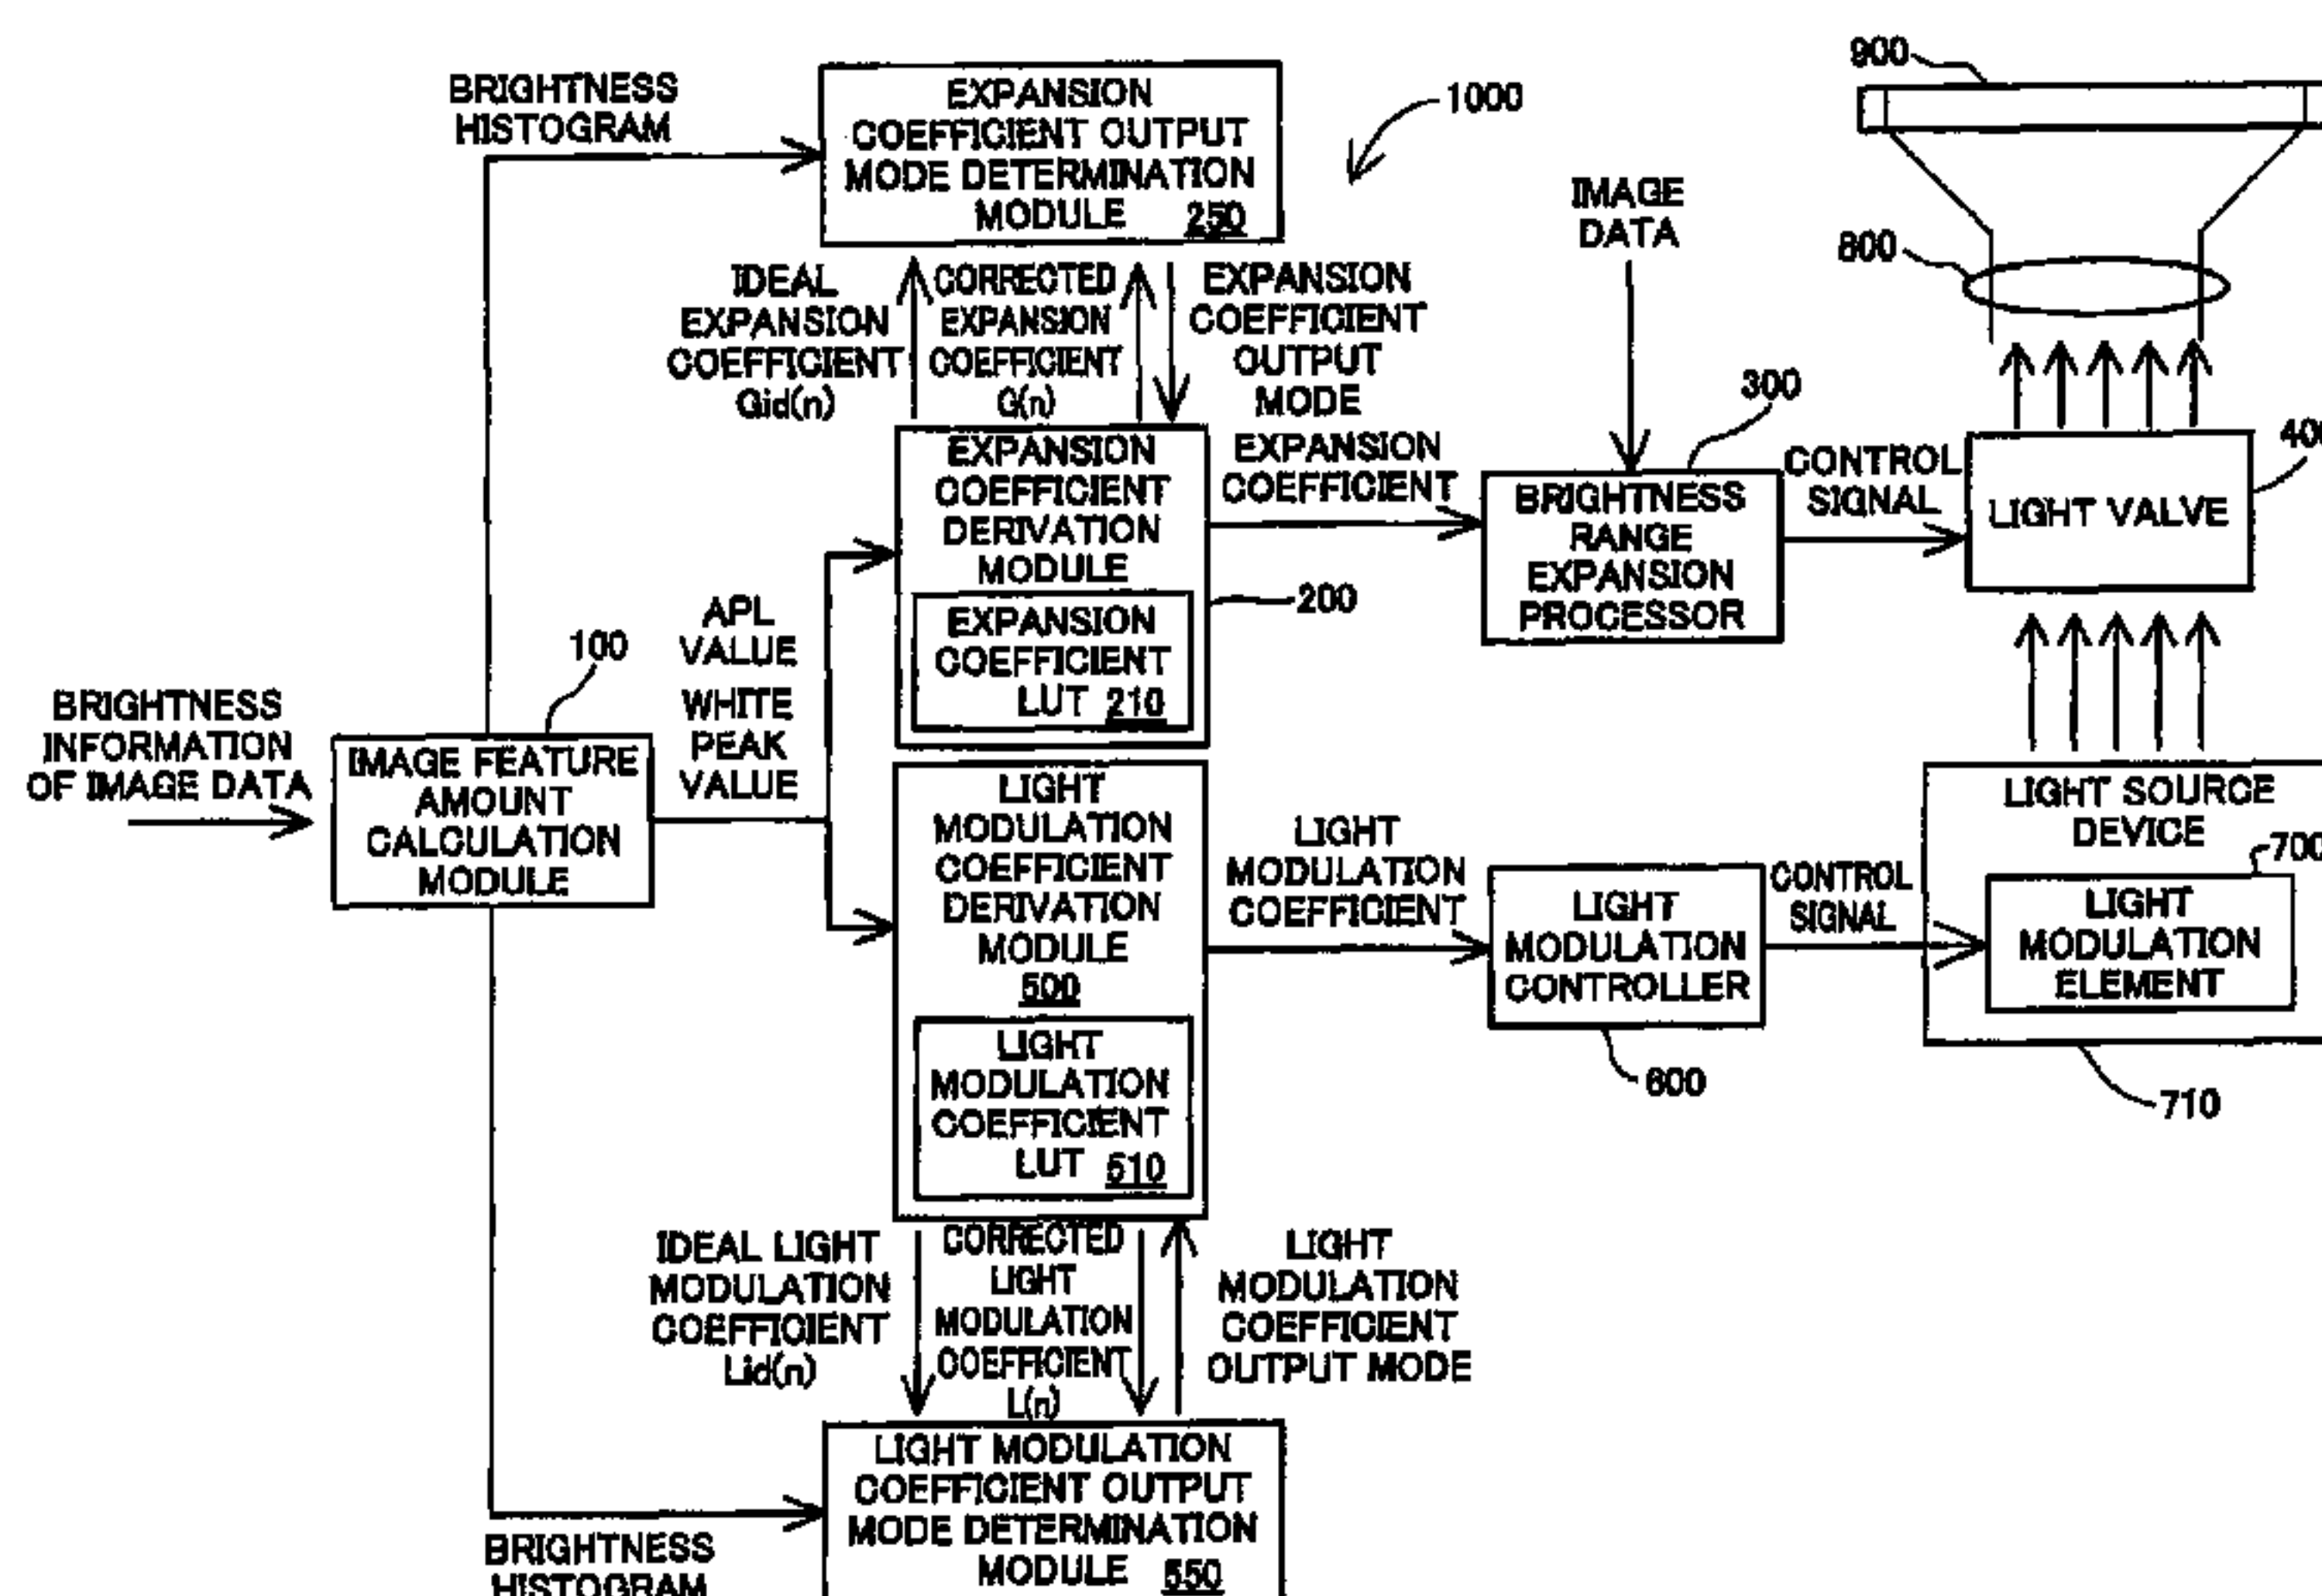 BRIGHTNESS
HISTOGRAM
EXPANSION
COEFFICIENT OUTPUT
MODE DETERMINATION
MODULE 250
1000
900
800
IMAGE
DATA
IDEAL
EXPANSION
COEFFICIENT
Gid(n)
CORRECTED
EXPANSION
COEFFICIENT
G(n)
EXPANSION
COEFFICIENT
OUTPUT
MODE
EXPANSION
COEFFICIENT
DERIVATION
MODULE
EXPANSION
COEFFICIENT
LUT 210
200
EXPANSION
COEFFICIENT
300
BRIGHTNESS
RANGE
EXPANSION
PROCESSOR
CONTROL
SIGNAL
LIGHT VALVE
BRIGHTNESS
INFORMATION
OF IMAGE DATA
100
IMAGE FEATURE
AMOUNT
CALCULATION
MODULE
APL
VALUE
WHITE
PEAK
VALUE
LIGHT
MODULATION
COEFFICIENT
DERIVATION
MODULE
500
LIGHT
MODULATION
COEFFICIENT
LUT 510
LIGHT
MODULATION
COEFFICIENT
LIGHT
MODULATION
CONTROLLER
600
CONTROL
SIGNAL
LIGHT SOURCE
DEVICE
700
LIGHT
MODULATION
ELEMENT
710
IDEAL LIGHT
MODULATION
COEFFICIENT
Lid(n)
CORRECTED
LIGHT
MODULATION
COEFFICIENT
L(n)
LIGHT
MODULATION
COEFFICIENT
OUTPUT MODE
LIGHT MODULATION
COEFFICIENT OUTPUT
MODE DETERMINATION
MODULE 550
BRIGHTNESS
HISTOGRAM